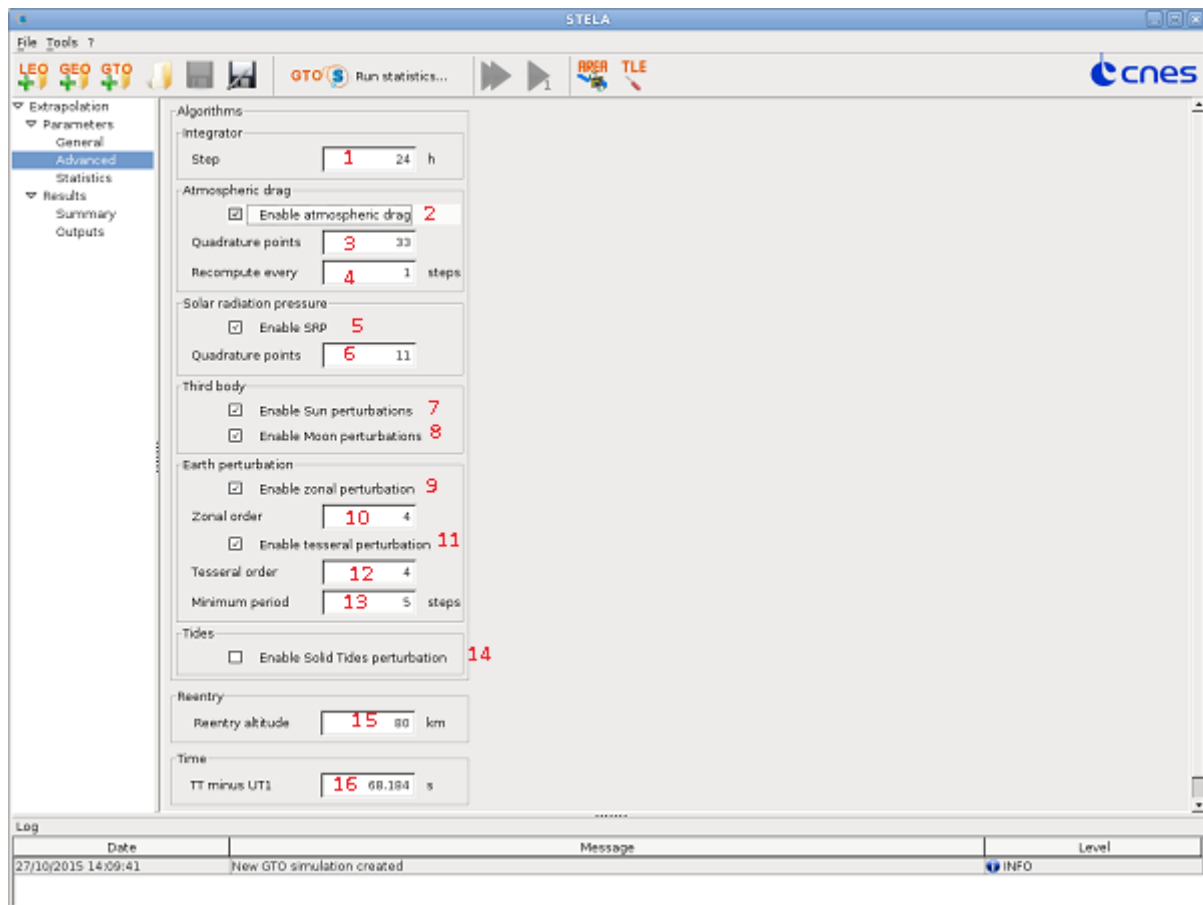 STELA
File Tools ?
LEO GEO GTO GTO S Run statistics... 1 AREA TLE cnes
Extrapolation
Parameters
General
Advanced
Statistics
Results
Summary
Outputs
Algorithms
Integrator
Step 1 24 h
Atmospheric drag
Enable atmospheric drag 2
Quadrature points 3 33
Recompute every 4 1 steps
Solar radiation pressure
Enable SRP 5
Quadrature points 6 11
Third body
Enable Sun perturbations 7
Enable Moon perturbations 8
Earth perturbation
Enable zonal perturbation 9
Zonal order 10 4
Enable tesseral perturbation 11
Tesseral order 12 4
Minimum period 13 5 steps
Tides
Enable Solid Tides perturbation 14
Reentry
Reentry altitude 15 80 km
Time
TT minus UT1 16 68.184 s
Log
Date Message Level
27/10/2015 14:09:41 New GTO simulation created INFO